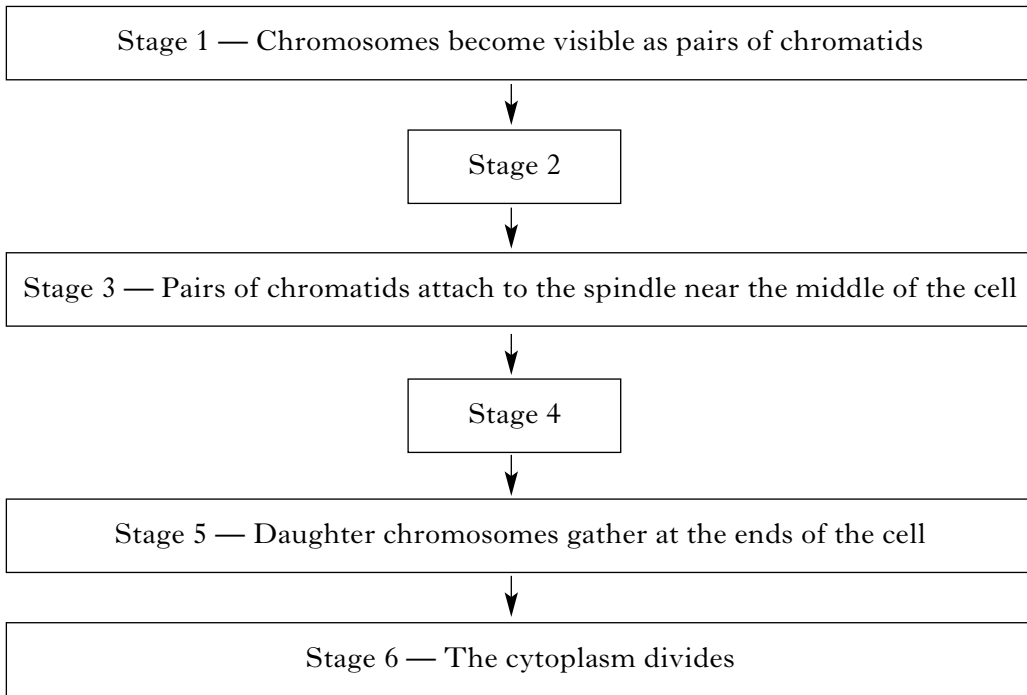 Stage 1 — Chromosomes become visible as pairs of chromatids
Stage 2
Stage 3 — Pairs of chromatids attach to the spindle near the middle of the cell
Stage 4
Stage 5 — Daughter chromosomes gather at the ends of the cell
Stage 6 — The cytoplasm divides